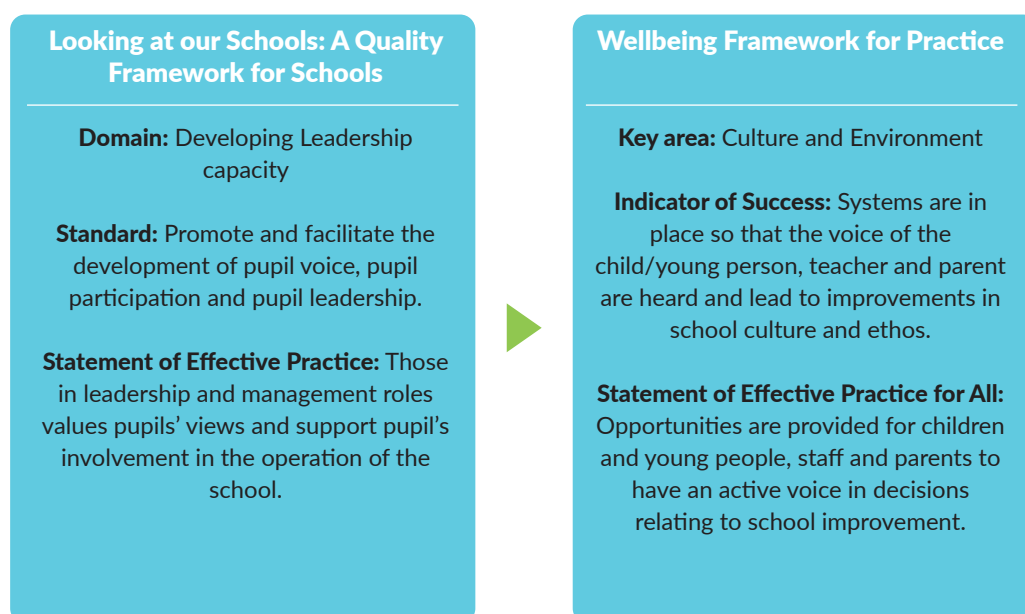 Looking at our Schools: A Quality
Framework for Schools
Domain: Developing Leadership
capacity
Standard: Promote and facilitate the
development of pupil voice, pupil
participation and pupil leadership.
Statement of Effective Practice: Those
in leadership and management roles
values pupils’ views and support pupil’s
involvement in the operation of the
school.
Wellbeing Framework for Practice
Key area: Culture and Environment
Indicator of Success: Systems are in
place so that the voice of the
child/young person, teacher and parent
are heard and lead to improvements in
school culture and ethos.
Statement of Effective Practice for All:
Opportunities are provided for children
and young people, staff and parents to
have an active voice in decisions
relating to school improvement.